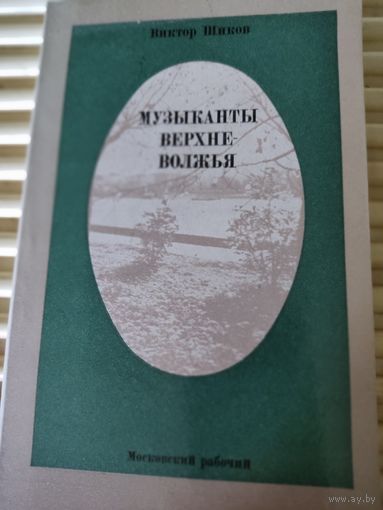 Виктор Шиков
МУЗЫКАНТЫ
ВЕРХНЕ-
ВОЛЖЬЯ
Московский рабочий
www.ay.by